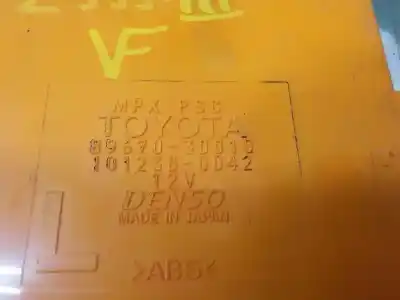 VF
MPX PSC
TOYOTA
89670-30010
101230-0042
12V
DENSO
MADE IN JAPAN
L
>ABS<